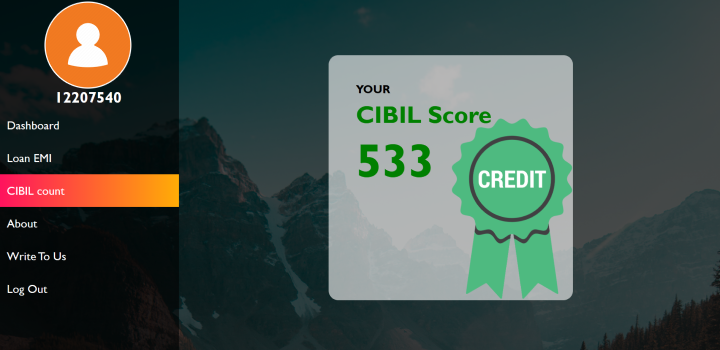 12207540
Dashboard
Loan EMI
CIBIL count
About
Write To Us
Log Out
YOUR
CIBIL Score
533
CREDIT